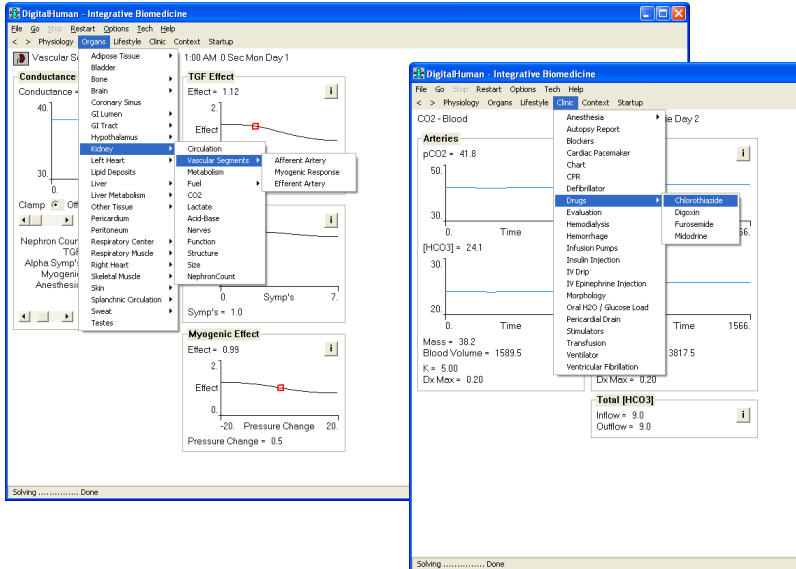 DigitalHuman - Integrative Biomedicine
File Go Stop Restart Options Tech Help
< > Physiology Organs Lifestyle Clinic Context Startup
Vascular 1:00 AM 0 Sec Mon Day 1
Conductance
Conductance =
40.
30.
0.
Clamp Off
Nephron
TGF
Alpha Symp's
Adipose Tissue
Bladder
Bone
Brain
Coronary Sinus
GI Lumen
GI Tract
Hypothalamus
Kidney
Left Heart
Lipid Deposits
Liver
Liver Metabolism
Other Tissue
Pericardium
Peritoneum
Respiratory Center
Respiratory Muscle
Right Heart
Skeletal Muscle
Skin
Splanchnic Circulation
Sweat
Testes
Circulation
Vascular Segments
Metabolism
Fuel
CO2
Lactate
Acid-Base
Nerves
Function
Structure
Size
NephronCount
Afferent Artery
Myogenic Response
Efferent Artery
TGF Effect
Effect = 1.12
i
2.
Effect
i
0. Symp's 7.
Symp's = 1.0
Myogenic Effect
Effect = 0.99
i
2.
Effect
0.
-20. Pressure Change 20.
Pressure Change = 0.5
Solving .............. Done
DigitalHuman - Integrative Biomedicine
File Go Stop Restart Options Tech Help
< > Physiology Organs Lifestyle Clinic Context Startup
CO2 - Blood Day 2
Arteries
pCO2 = 41.8
50.
30.
0. Time
[HCO3] = 24.1
30.
20.
0. Time
Mass = 38.2
Blood Volume = 1589.5
K = 5.00
Dx Max = 0.20
Anesthesia
Autopsy Report
Blockers
Cardiac Pacemaker
Chart
CPR
Defibrillator
Drugs
Evaluation
Hemodialysis
Hemorrhage
Infusion Pumps
Insulin Injection
IV Drip
IV Epinephrine Injection
Morphology
Oral H2O / Glucose Load
Pericardial Drain
Stimulators
Transfusion
Ventilator
Ventricular Fibrillation
Chlorothiazide
Digoxin
Furosemide
Midodrine
i
66.
Time 1566.
3817.5
Dx Max = 0.20
Total [HCO3]
Inflow = 9.0
Outflow = 9.0
i
Solving .............. Done